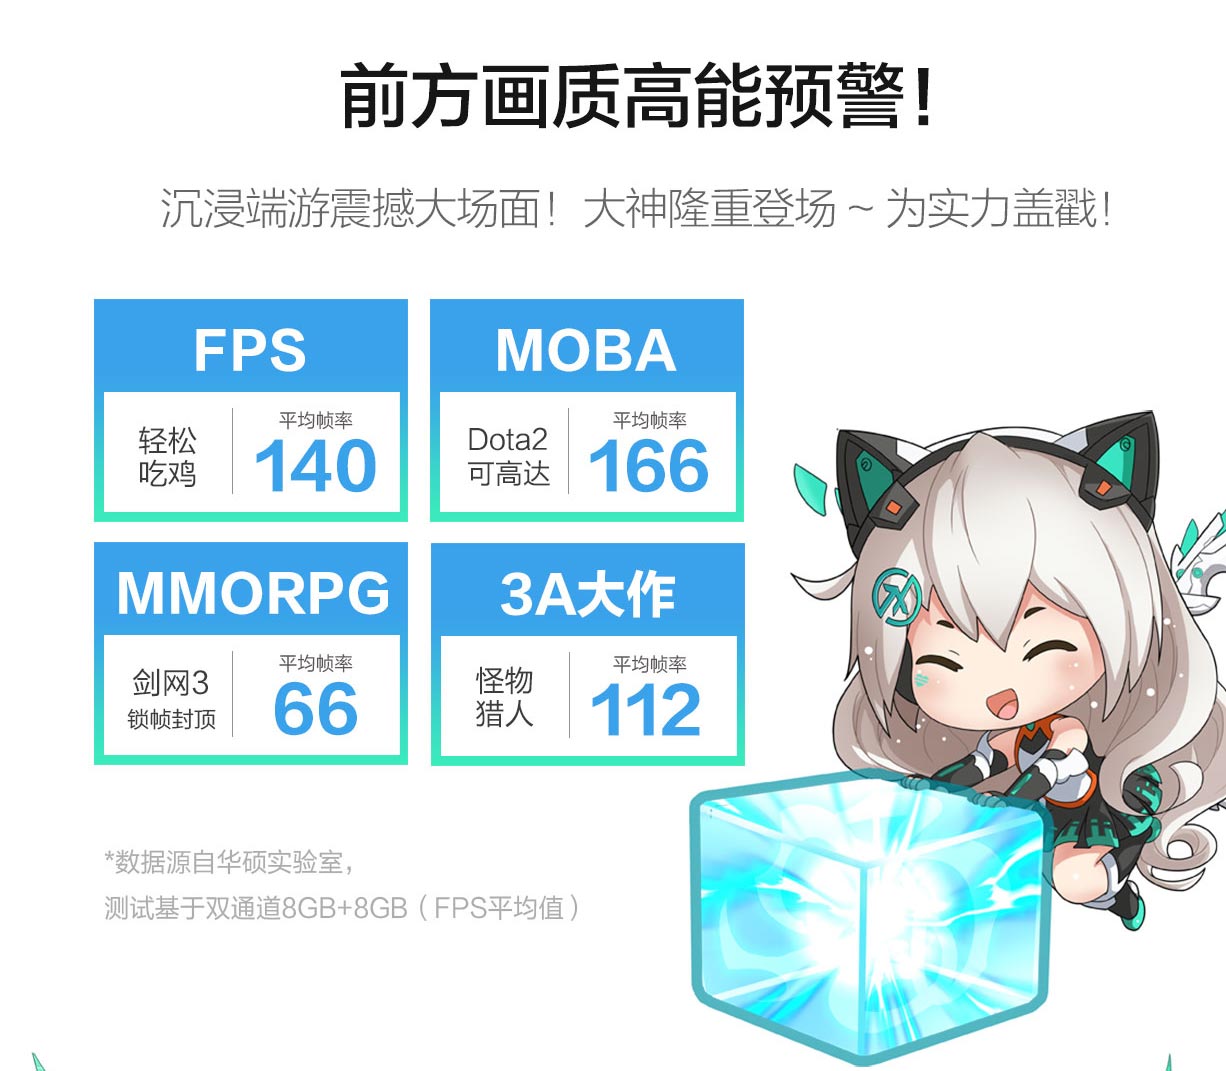 前方画质高能预警！
沉浸端游震撼大场面！大神隆重登场 ~ 为实力盖戳！
FPS
轻松
吃鸡
平均帧率
140
MOBA
Dota2
可高达
平均帧率
166
MMORPG
剑网3
锁帧封顶
平均帧率
66
3A大作
怪物
猎人
平均帧率
112
*数据源自华硕实验室，
测试基于双通道8GB+8GB（FPS平均值）